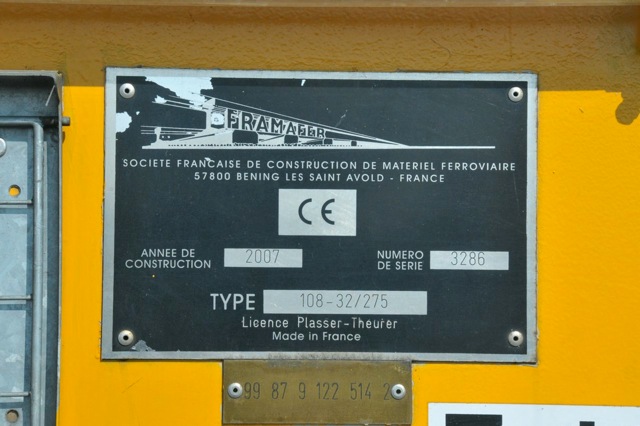 FRAMAFER
SOCIETE FRANCAISE DE CONSTRUCTION DE MATERIEL FERROVIAIRE
57800 BENING LES SAINT AVOLD - FRANCE
CE
ANNEE DE CONSTRUCTION 2007
NUMERO DE SERIE 3286
TYPE 108-32/275
Licence Plasser-Theurer
Made in France
99 87 9 122 514 2